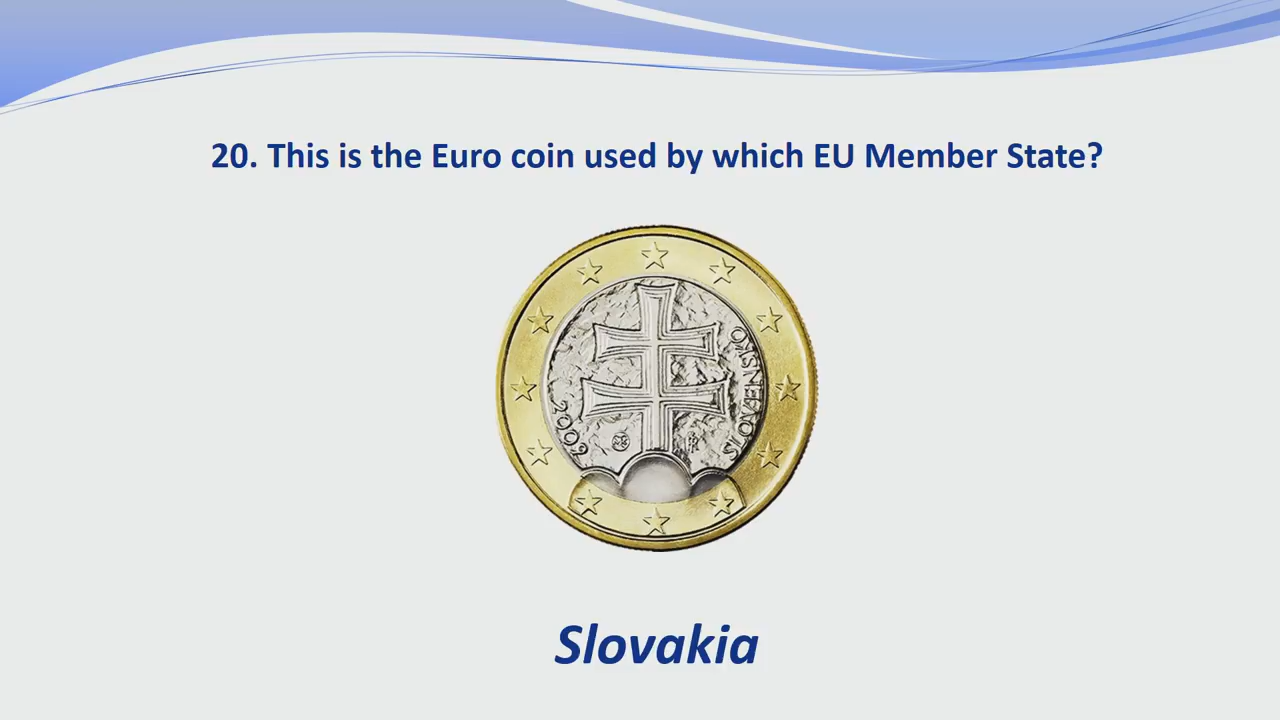 20. This is the Euro coin used by which EU Member State?
2009
SLOVENSKO
Slovakia